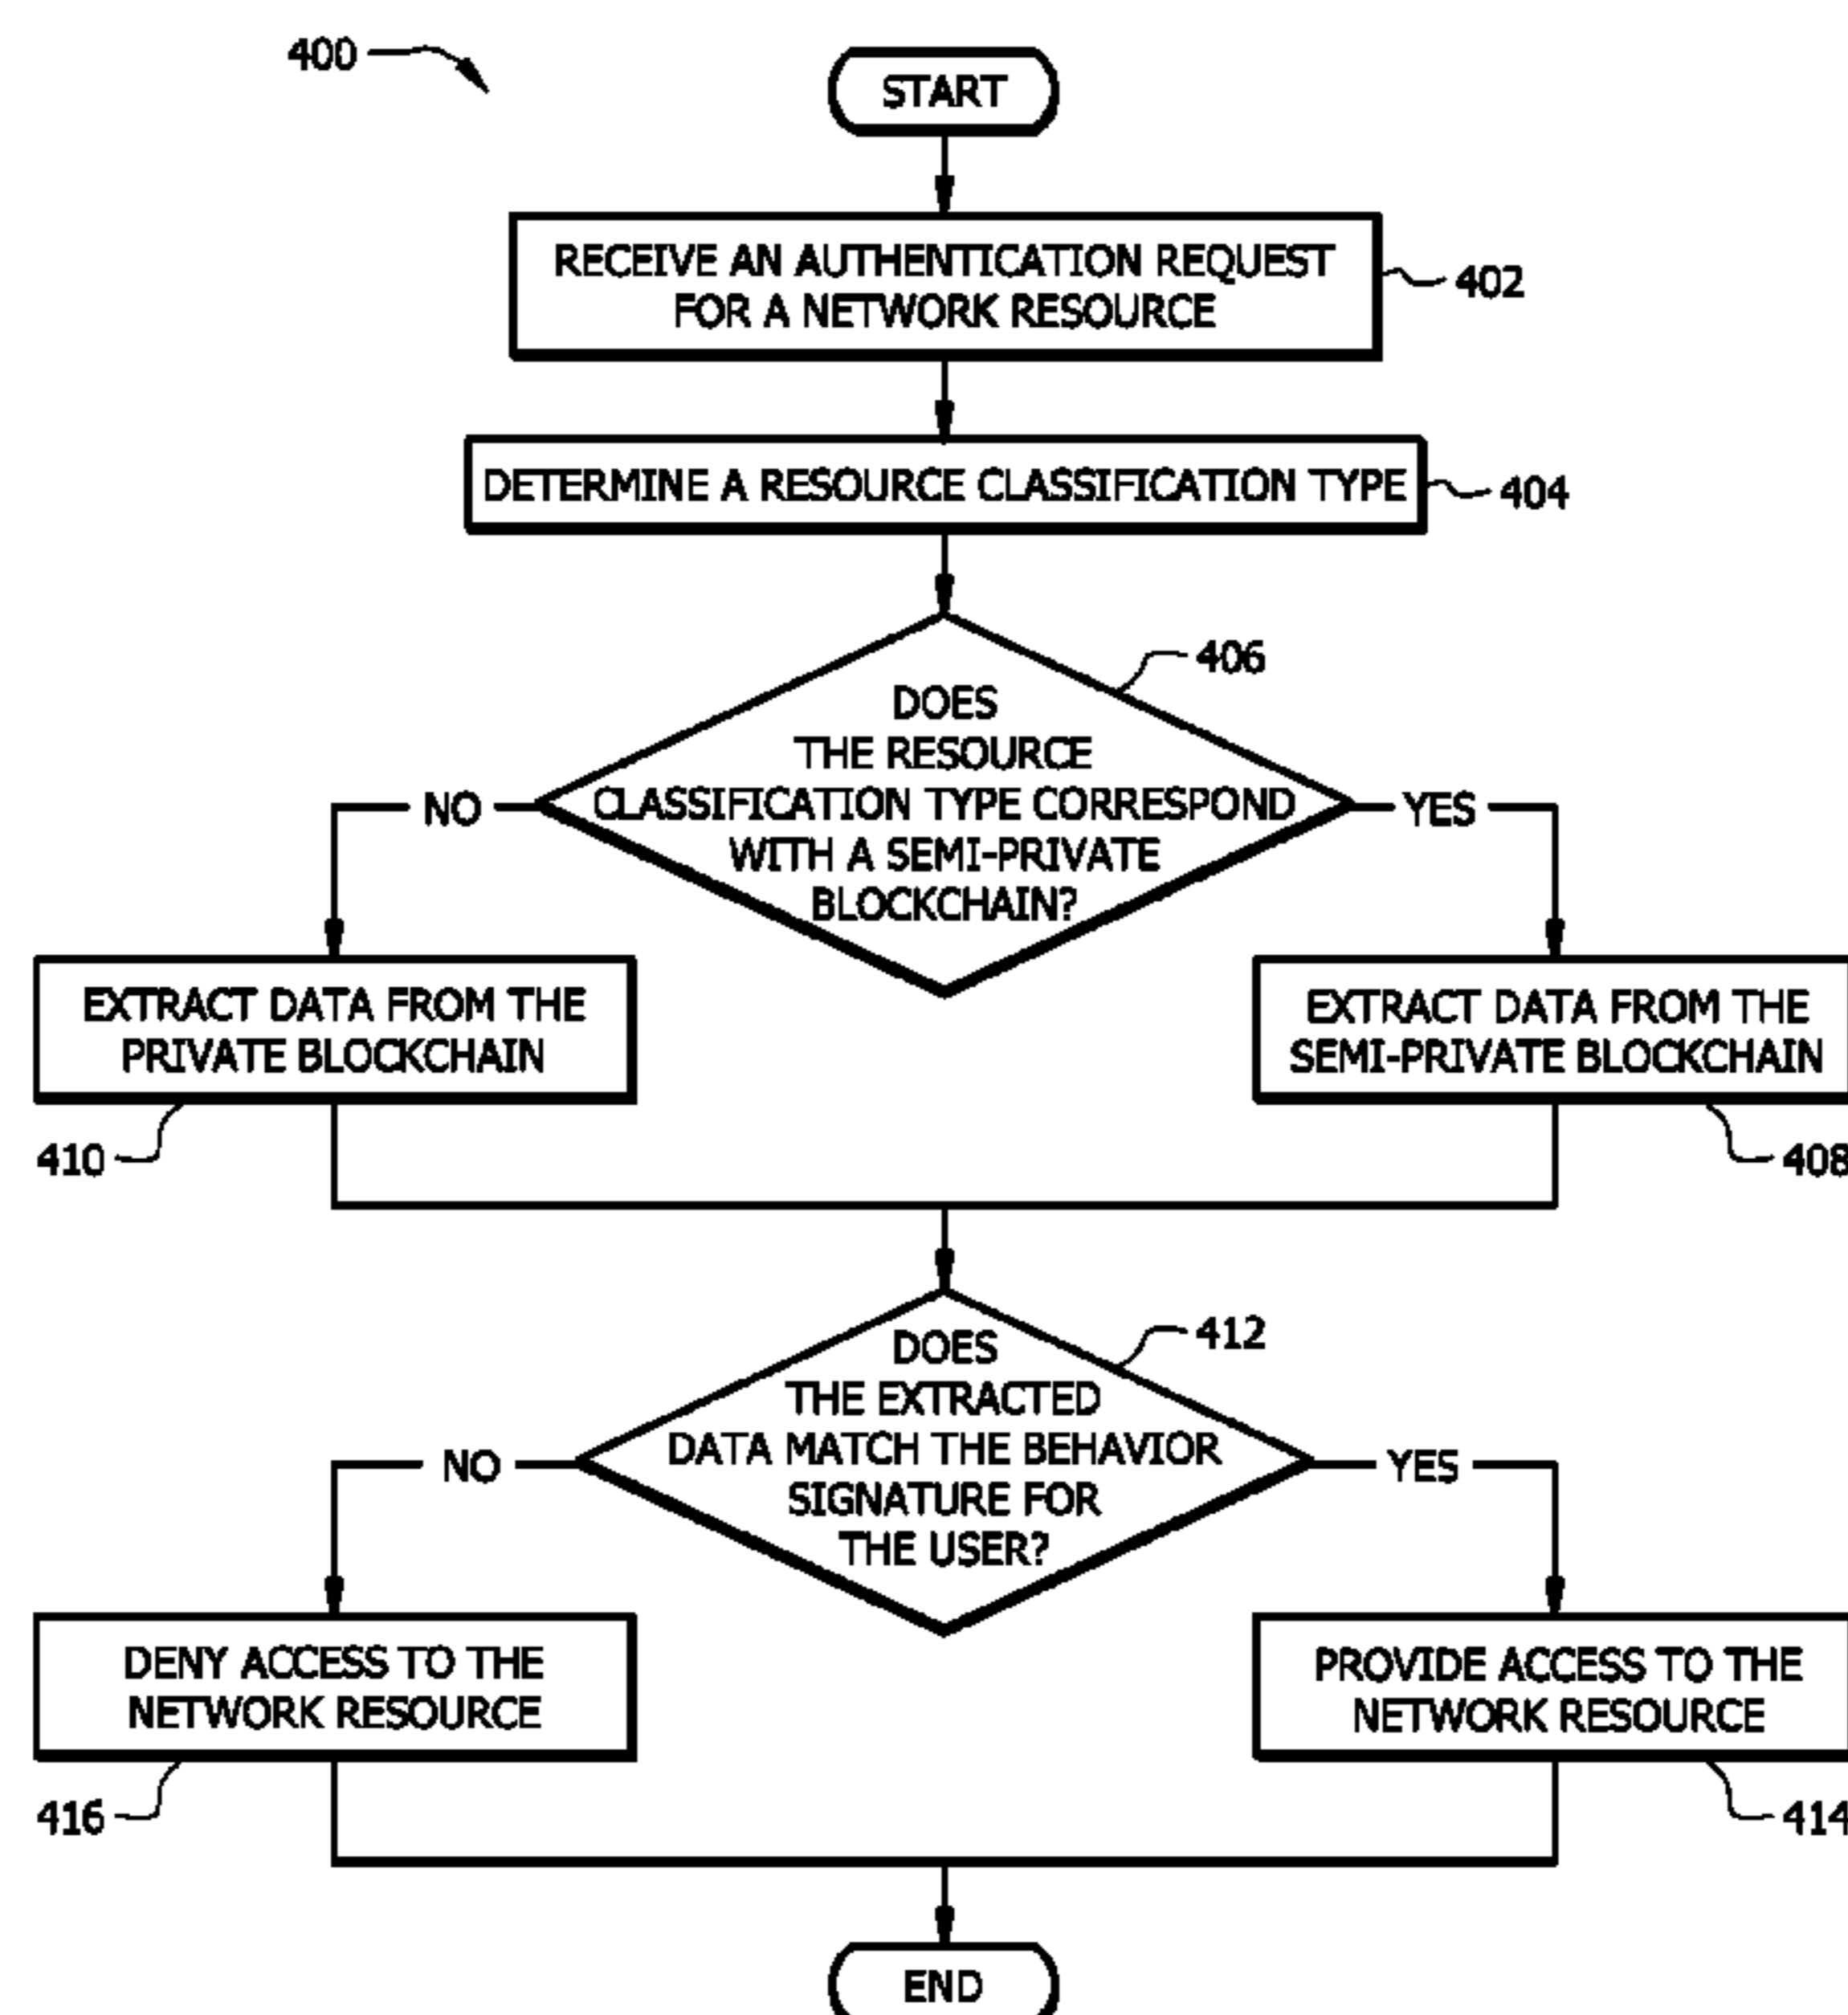 400
START
RECEIVE AN AUTHENTICATION REQUEST
FOR A NETWORK RESOURCE
402
DETERMINE A RESOURCE CLASSIFICATION TYPE
404
406
DOES
THE RESOURCE
CLASSIFICATION TYPE CORRESPOND
WITH A SEMI-PRIVATE
BLOCKCHAIN?
NO
YES
EXTRACT DATA FROM THE
PRIVATE BLOCKCHAIN
410
EXTRACT DATA FROM THE
SEMI-PRIVATE BLOCKCHAIN
408
412
DOES
THE EXTRACTED
DATA MATCH THE BEHAVIOR
SIGNATURE FOR
THE USER?
NO
YES
DENY ACCESS TO THE
NETWORK RESOURCE
416
PROVIDE ACCESS TO THE
NETWORK RESOURCE
414
END